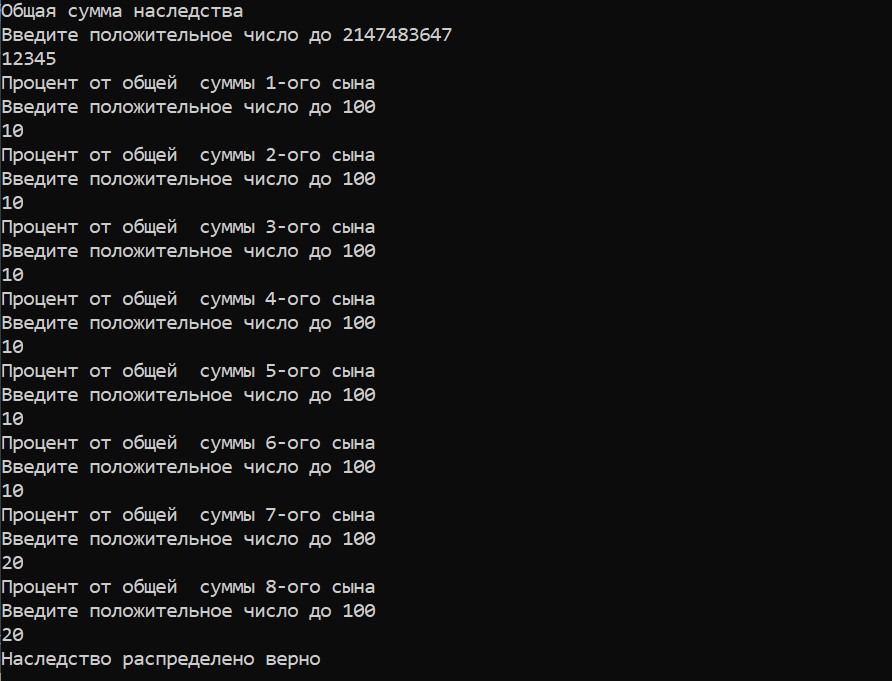 Общая сумма наследства
Введите положительное число до 2147483647
12345
Процент от общей  суммы 1-ого сына
Введите положительное число до 100
10
Процент от общей  суммы 2-ого сына
Введите положительное число до 100
10
Процент от общей  суммы 3-ого сына
Введите положительное число до 100
10
Процент от общей  суммы 4-ого сына
Введите положительное число до 100
10
Процент от общей  суммы 5-ого сына
Введите положительное число до 100
10
Процент от общей  суммы 6-ого сына
Введите положительное число до 100
10
Процент от общей  суммы 7-ого сына
Введите положительное число до 100
20
Процент от общей  суммы 8-ого сына
Введите положительное число до 100
20
Наследство распределено верно